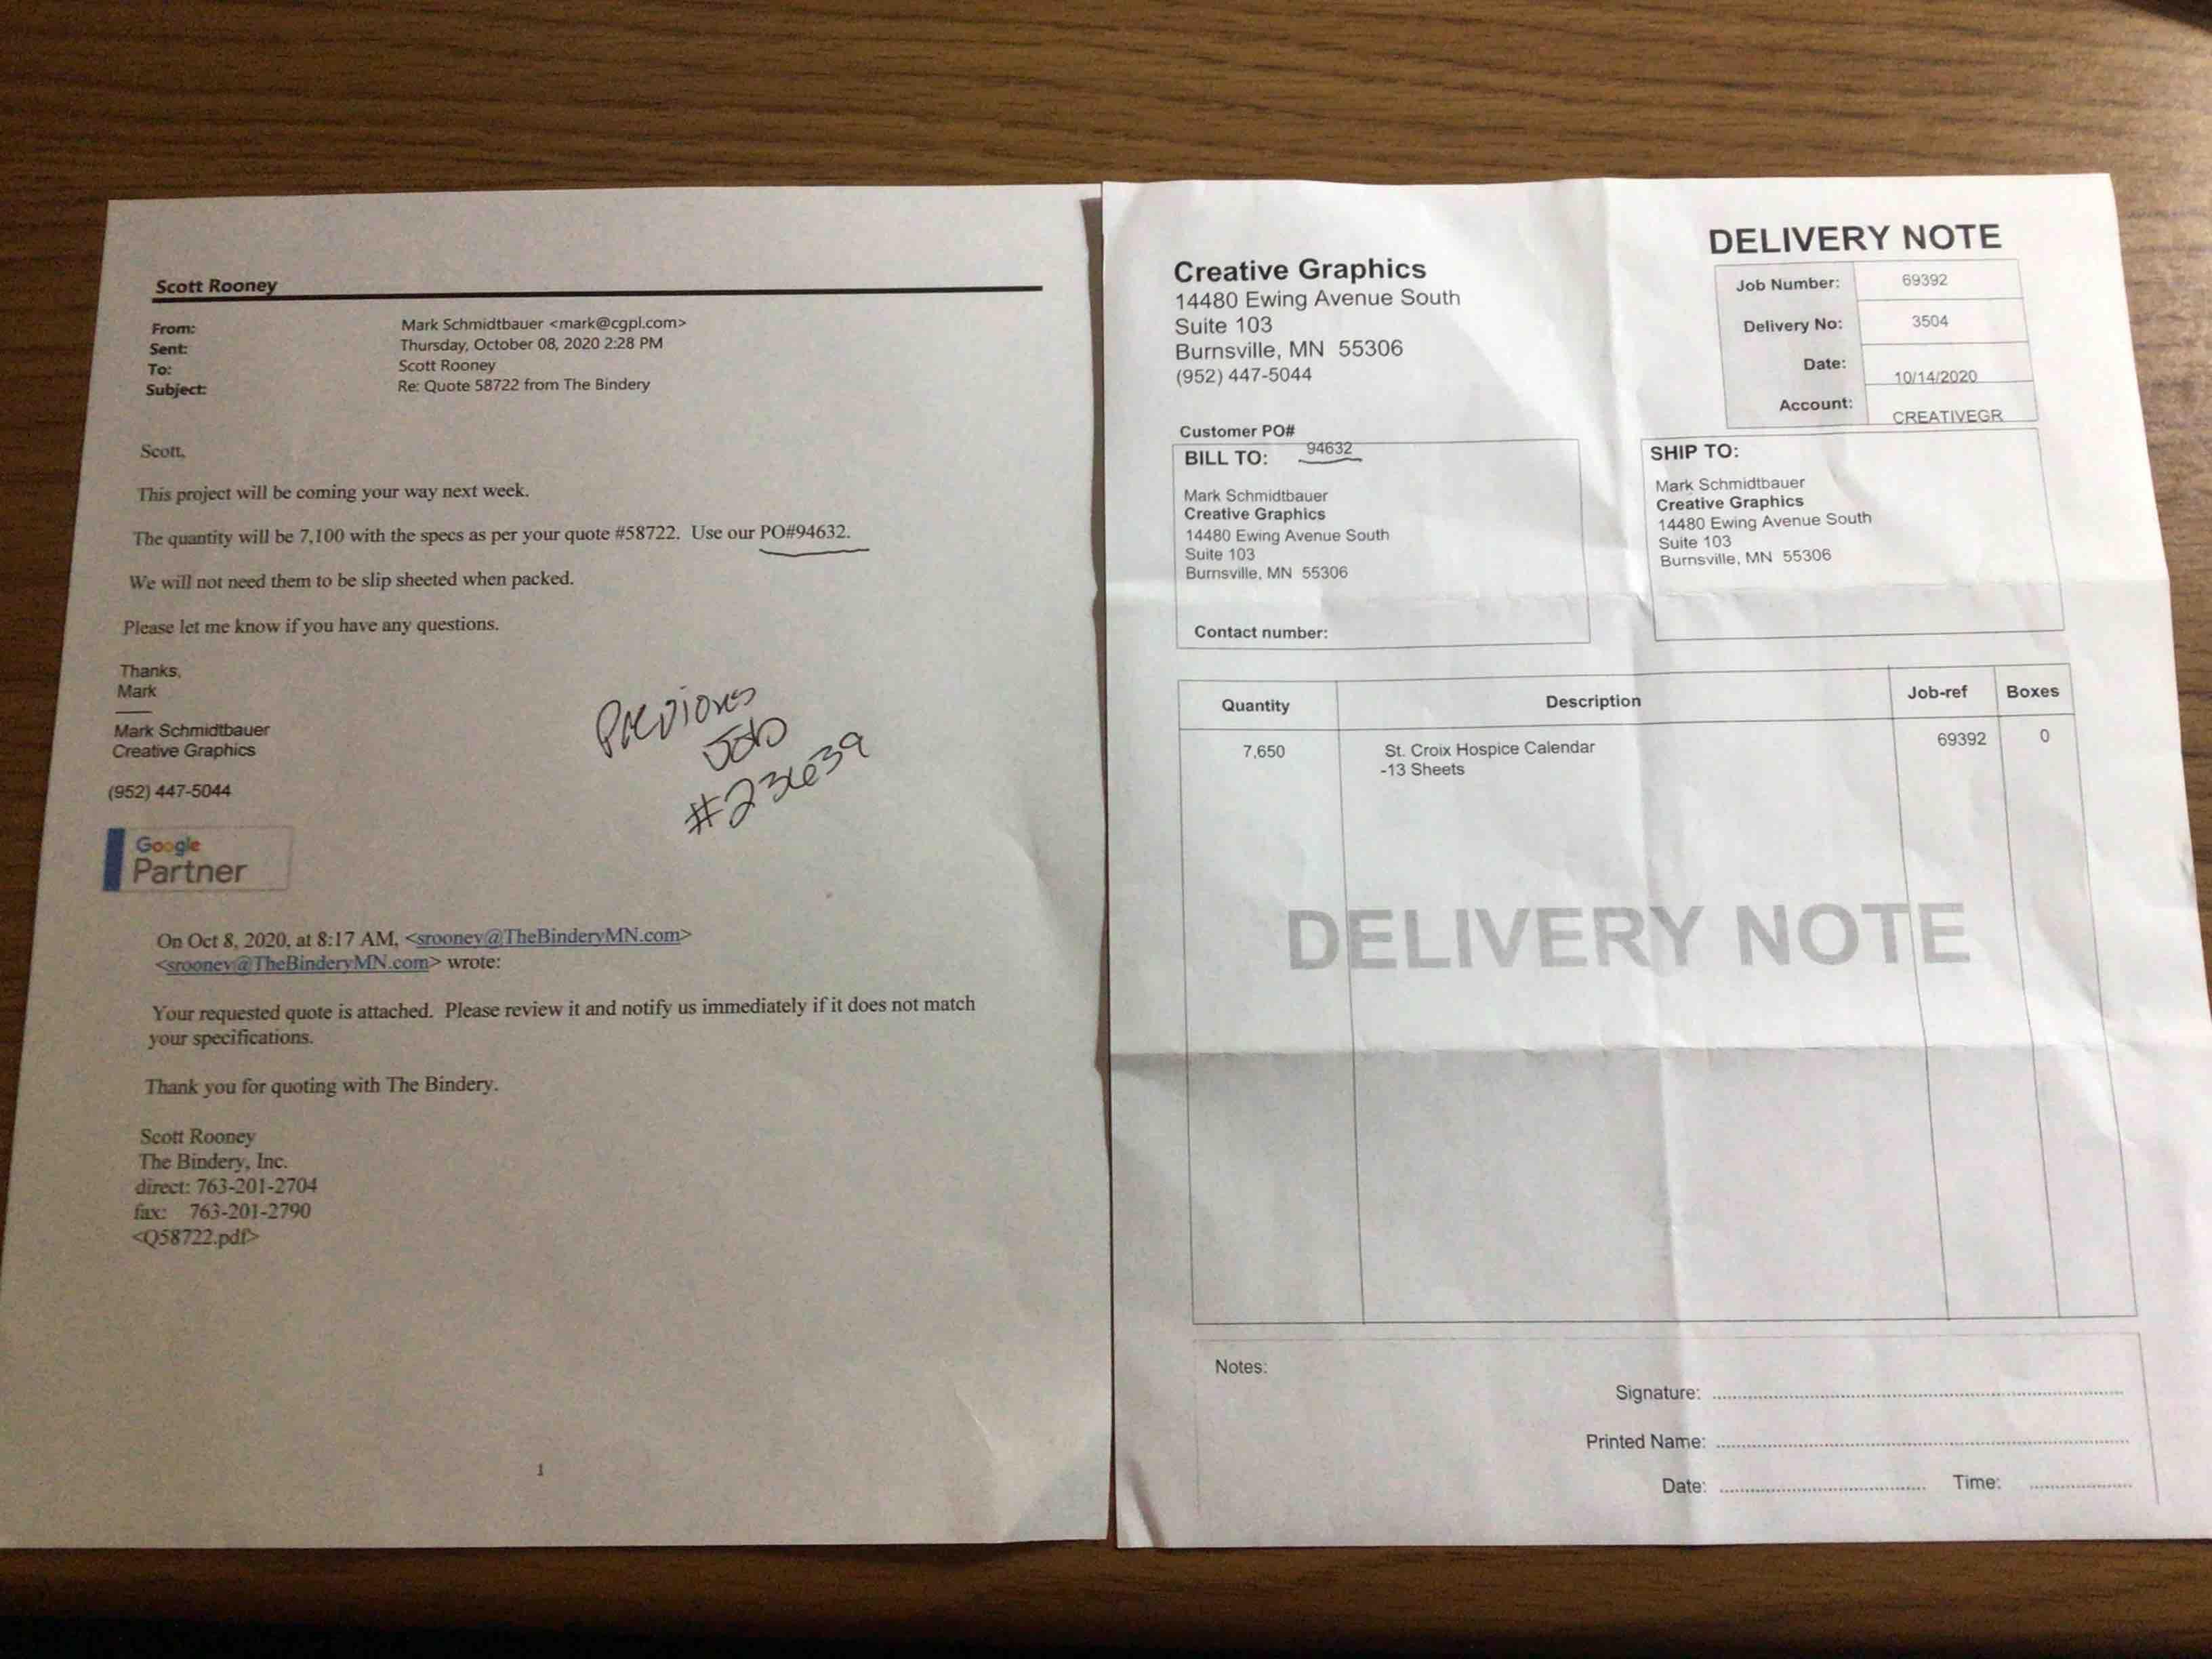 Scott Rooney
From: Mark Schmidtbauer <mark@cgpl.com>
Sent: Thursday, October 08, 2020 2:28 PM
To: Scott Rooney
Subject: Re: Quote 58722 from The Bindery
Scott,
This project will be coming your way next week.
The quantity will be 7,100 with the specs as per your quote #58722. Use our PO#94632.
We will not need them to be slip sheeted when packed.
Please let me know if you have any questions.
Thanks,
Mark
Mark Schmidtbauer
Creative Graphics
(952) 447-5044
Previous
Job
#23639
Google
Partner
On Oct 8, 2020, at 8:17 AM, <srooney@TheBinderyMN.com>
<srooney@TheBinderyMN.com> wrote:
Your requested quote is attached. Please review it and notify us immediately if it does not match
your specifications.
Thank you for quoting with The Bindery.
Scott Rooney
The Bindery, Inc.
direct: 763-201-2704
fax: 763-201-2790
<Q58722.pdf>
1
DELIVERY NOTE
Creative Graphics
14480 Ewing Avenue South
Suite 103
Burnsville, MN 55306
(952) 447-5044
Job Number: 69392
Delivery No: 3504
Date: 10/14/2020
Account: CREATIVEGR
Customer PO#
94632
BILL TO:
Mark Schmidtbauer
Creative Graphics
14480 Ewing Avenue South
Suite 103
Burnsville, MN 55306
Contact number:
SHIP TO:
Mark Schmidtbauer
Creative Graphics
14480 Ewing Avenue South
Suite 103
Burnsville, MN 55306
Quantity Description Job-ref Boxes
7,650 St. Croix Hospice Calendar 69392 0
-13 Sheets
DELIVERY NOTE
Notes:
Signature:
Printed Name:
Date: Time: